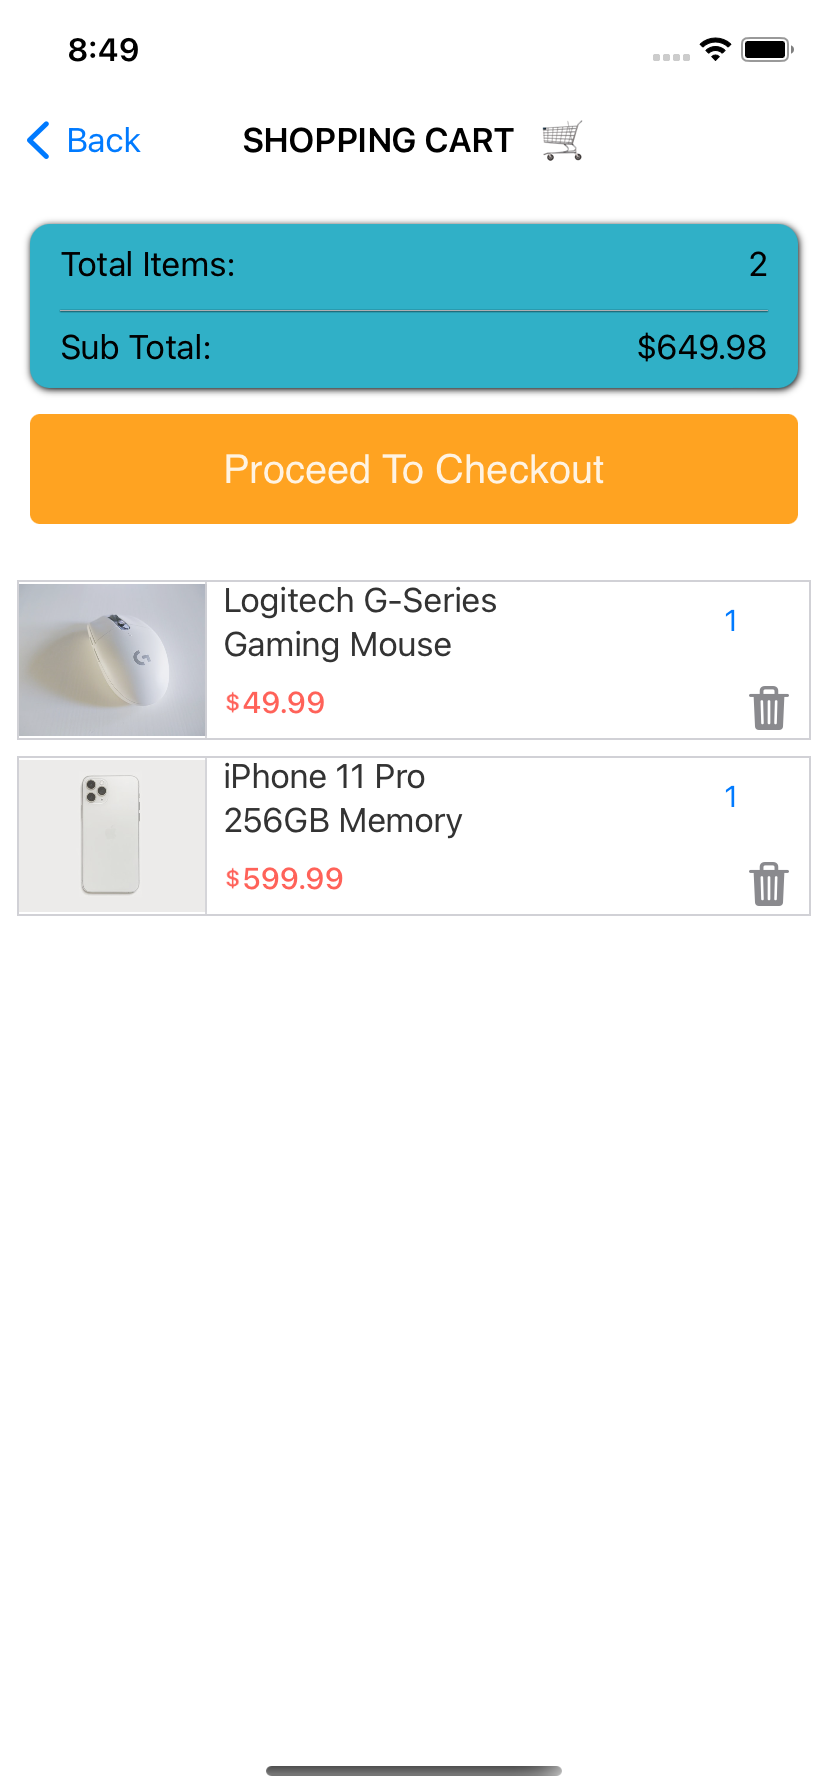 8:49
Back
SHOPPING CART
Total Items: 2
Sub Total: $649.98
Proceed To Checkout
Logitech G-Series
Gaming Mouse
1
$49.99
iPhone 11 Pro
256GB Memory
1
$599.99